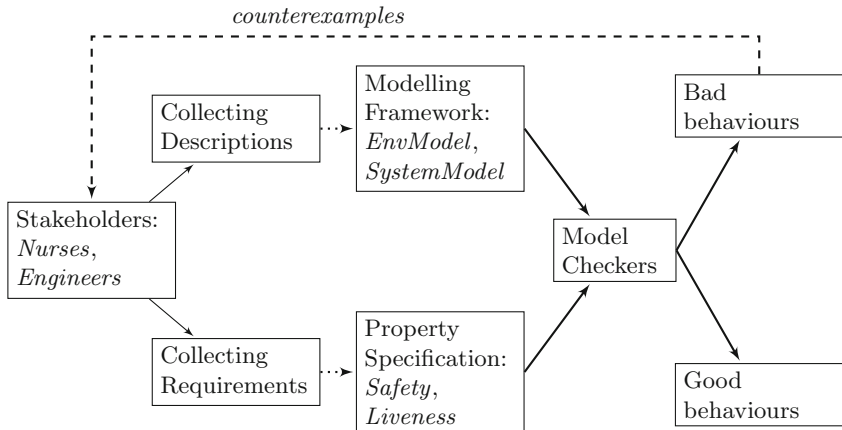 counterexamples
Modelling
Framework:
EnvModel,
SystemModel
Bad
behaviours
Collecting
Descriptions
Stakeholders:
Nurses,
Engineers
Model
Checkers
Collecting
Requirements
Property
Specification:
Safety,
Liveness
Good
behaviours